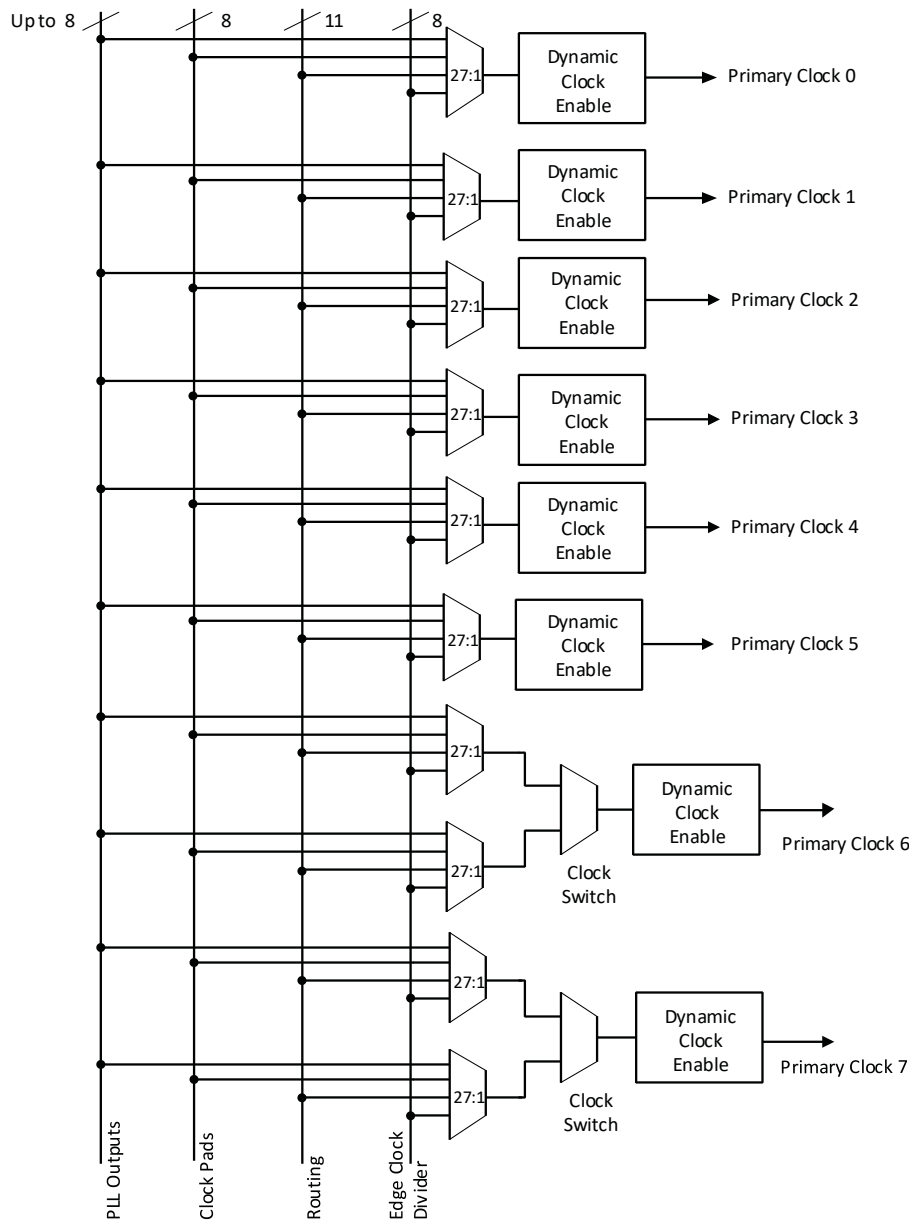 Up to 8
8
11
8
27:1
Dynamic
Clock
Enable
Primary Clock 0
27:1
Dynamic
Clock
Enable
Primary Clock 1
27:1
Dynamic
Clock
Enable
Primary Clock 2
27:1
Dynamic
Clock
Enable
Primary Clock 3
27:1
Dynamic
Clock
Enable
Primary Clock 4
27:1
Dynamic
Clock
Enable
Primary Clock 5
27:1
27:1
Clock
Switch
Dynamic
Clock
Enable
Primary Clock 6
27:1
27:1
Clock
Switch
Dynamic
Clock
Enable
Primary Clock 7
PLL Outputs
Clock Pads
Routing
Edge Clock
Divider